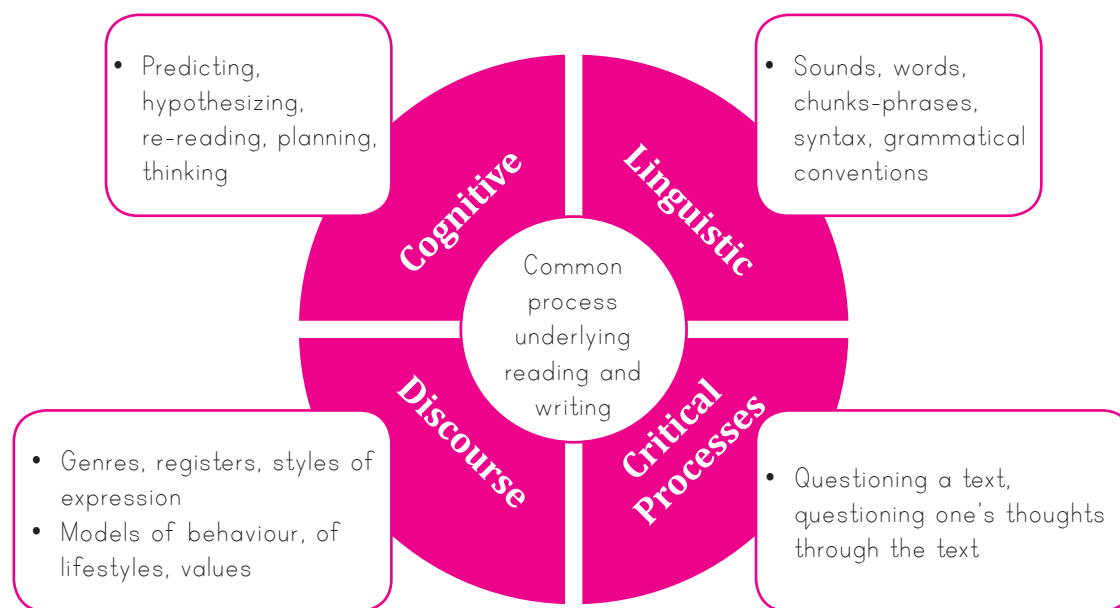 • Predicting,
hypothesizing,
re-reading, planning,
thinking
• Sounds, words,
chunks-phrases,
syntax, grammatical
conventions
Cognitive
Linguistic
Common
process
underlying
reading and
writing
Discourse
Critical
Processes
• Genres, registers, styles of
expression
• Models of behaviour, of
lifestyles, values
• Questioning a text,
questioning one's thoughts
through the text